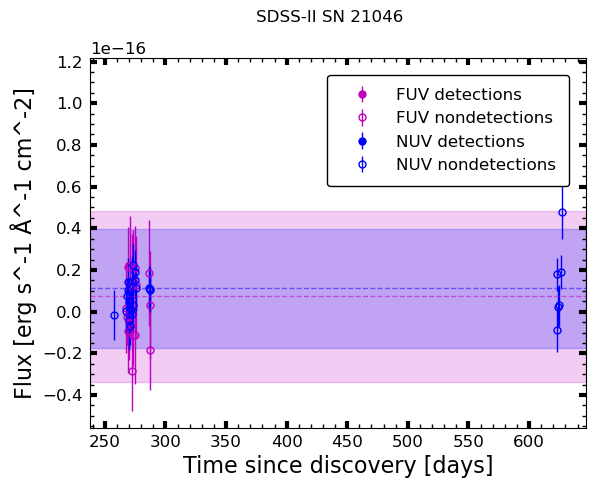 SDSS-II SN 21046
1e−16
1.2
1.0
0.8
0.6
0.4
0.2
0.0
−0.2
−0.4
Flux [erg s^-1 Å^-1 cm^-2]
FUV detections
FUV nondetections
NUV detections
NUV nondetections
250 300 350 400 450 500 550 600
Time since discovery [days]